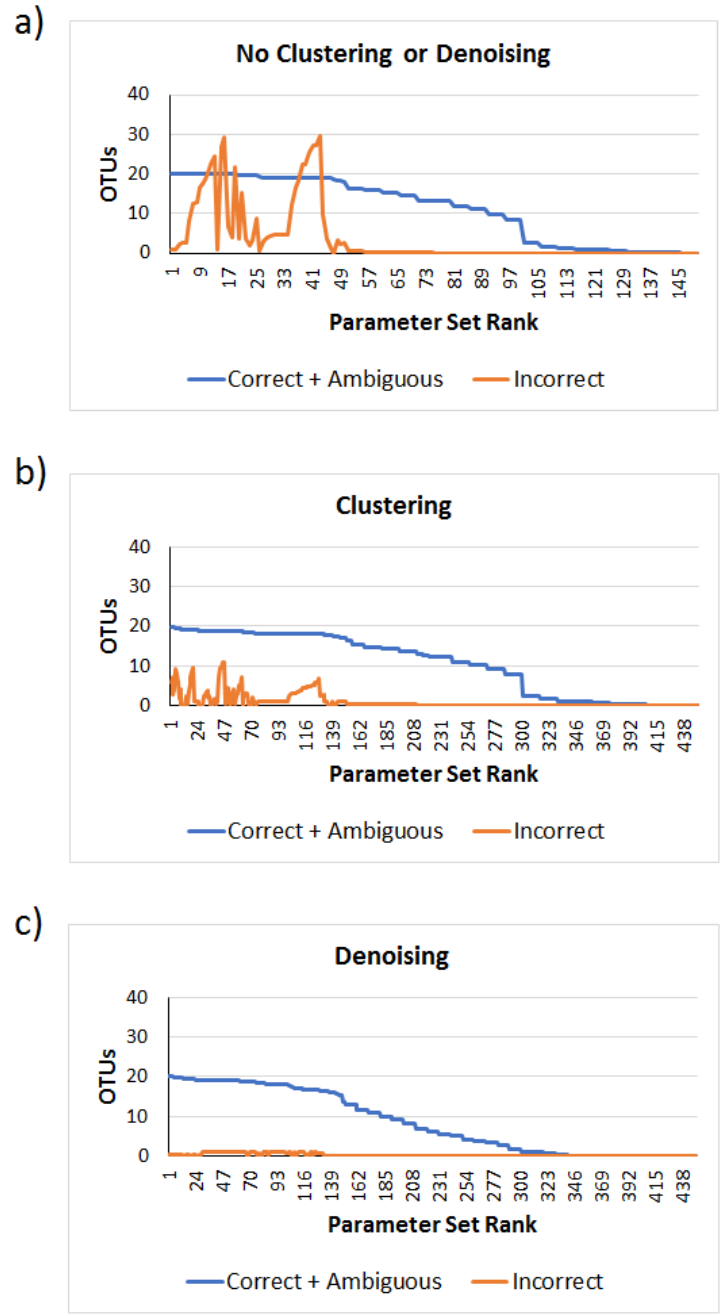 a)
No Clustering or Denoising
40
30
20
10
0
OTUs
1 9 17 25 33 41 49 57 65 73 81 89 97 105 113 121 129 137 145
Parameter Set Rank
Correct + Ambiguous Incorrect
b)
Clustering
40
30
20
10
0
OTUs
1 24 47 70 93 116 139 162 185 208 231 254 277 300 323 346 369 392 415 438
Parameter Set Rank
Correct + Ambiguous Incorrect
c)
Denoising
40
30
20
10
0
OTUs
1 24 47 70 93 116 139 162 185 208 231 254 277 300 323 346 369 392 415 438
Parameter Set Rank
Correct + Ambiguous Incorrect